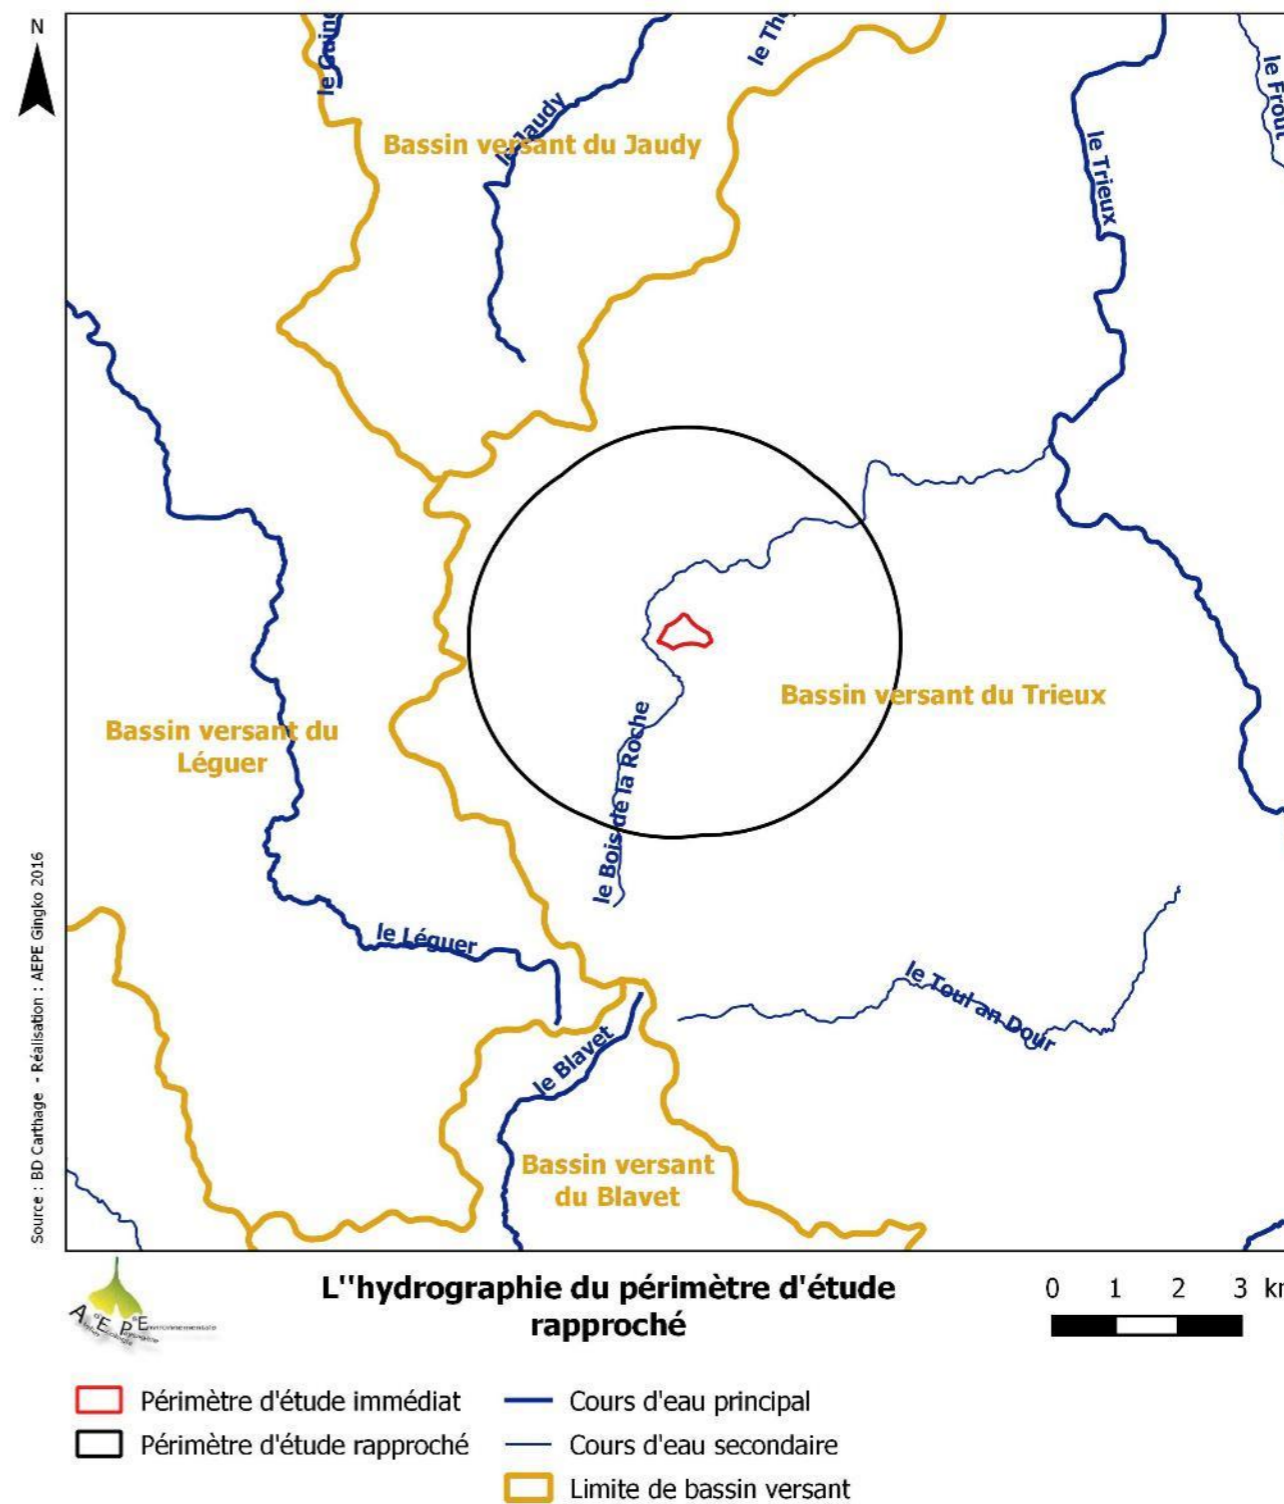 N
le Jaudy
Bassin versant du Jaudy
le Trieux
le Frout
Bassin versant du Trieux
Bassin versant du
Léguer
le Bois de la Roche
le Léguer
le Toul an Dour
le Blavet
Bassin versant
du Blavet
Source : BD Carthage - Réalisation : AEPE Gingko 2016
L''hydrographie du périmètre d'étude
rapproché
0 1 2 3 km
Périmètre d'étude immédiat
Cours d'eau principal
Périmètre d'étude rapproché
Cours d'eau secondaire
Limite de bassin versant